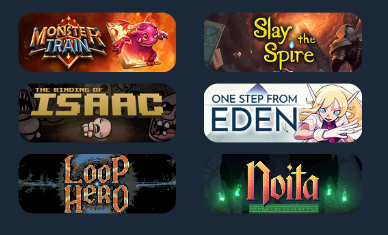 MONSTER
TRAIN
Slay the
Spire
THE BINDING OF
ISAAC
ONE STEP FROM
EDEN
LOOP
HERO
Noita